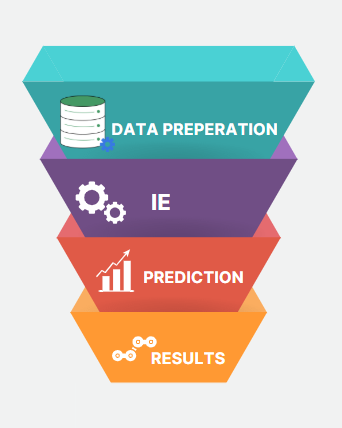 DATA PREPERATION
IE
PREDICTION
RESULTS